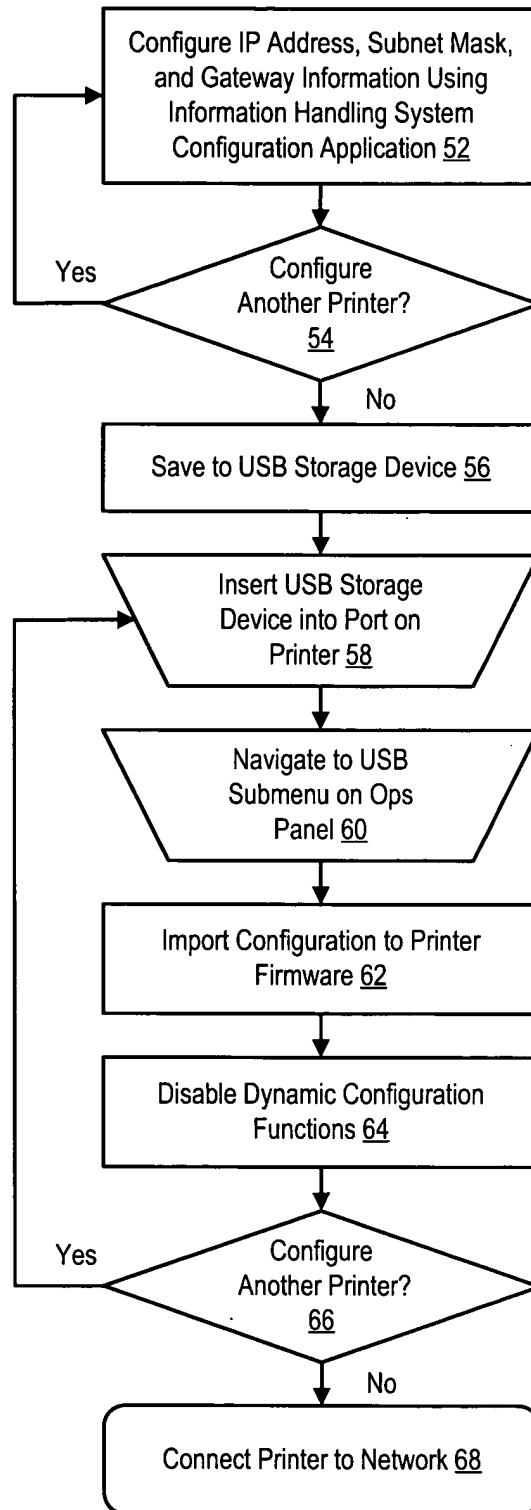 Configure IP Address, Subnet Mask,
and Gateway Information Using
Information Handling System
Configuration Application 52
Yes
Configure
Another Printer?
54
No
Save to USB Storage Device 56
Insert USB Storage
Device into Port on
Printer 58
Navigate to USB
Submenu on Ops
Panel 60
Import Configuration to Printer
Firmware 62
Disable Dynamic Configuration
Functions 64
Yes
Configure
Another Printer?
66
No
Connect Printer to Network 68